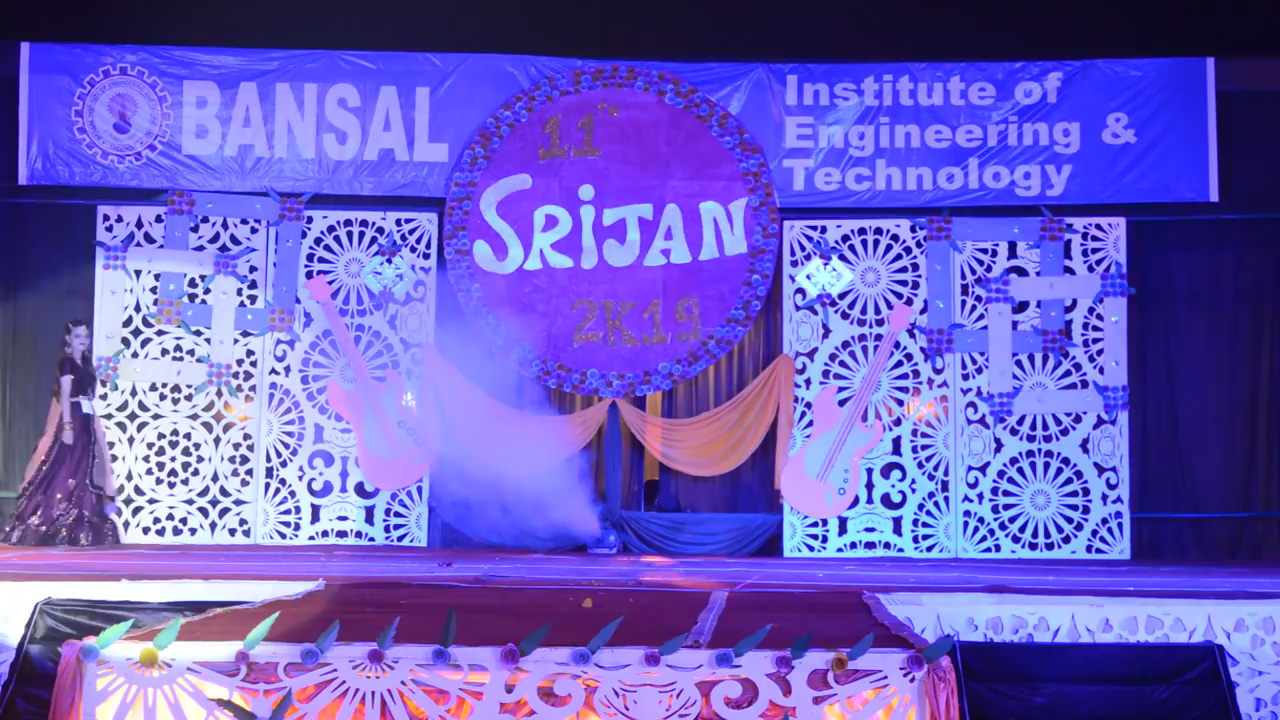 BANSAL
Institute of
Engineering &
Technology
11th
SRiJAN
2K19